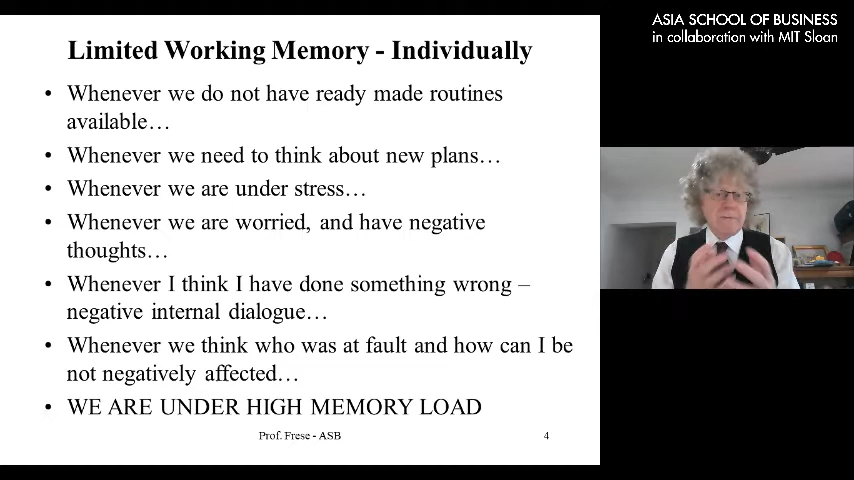 Limited Working Memory - Individually
• Whenever we do not have ready made routines
available…
• Whenever we need to think about new plans…
• Whenever we are under stress…
• Whenever we are worried, and have negative
thoughts…
• Whenever I think I have done something wrong –
negative internal dialogue…
• Whenever we think who was at fault and how can I be
not negatively affected…
• WE ARE UNDER HIGH MEMORY LOAD
Prof. Frese - ASB
4
ASIA SCHOOL OF BUSINESS
in collaboration with MIT Sloan